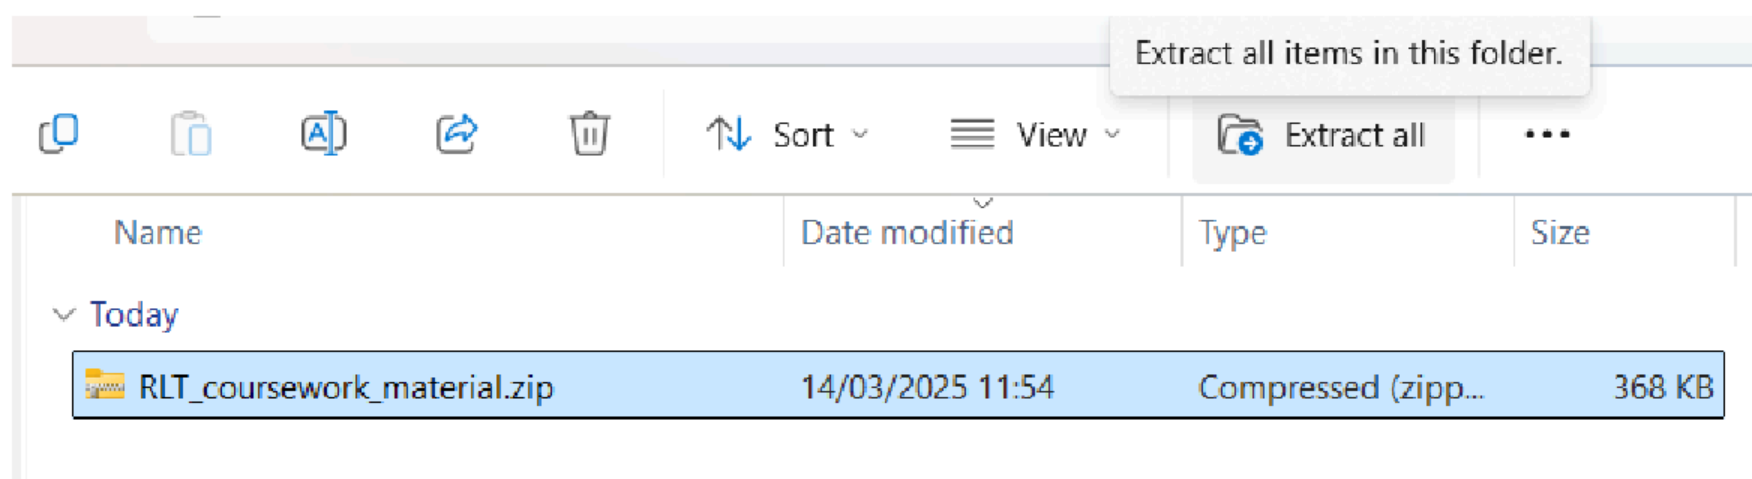 Extract all items in this folder.
Sort View Extract all
Name Date modified Type Size
Today
RLT_coursework_material.zip 14/03/2025 11:54 Compressed (zipp... 368 KB